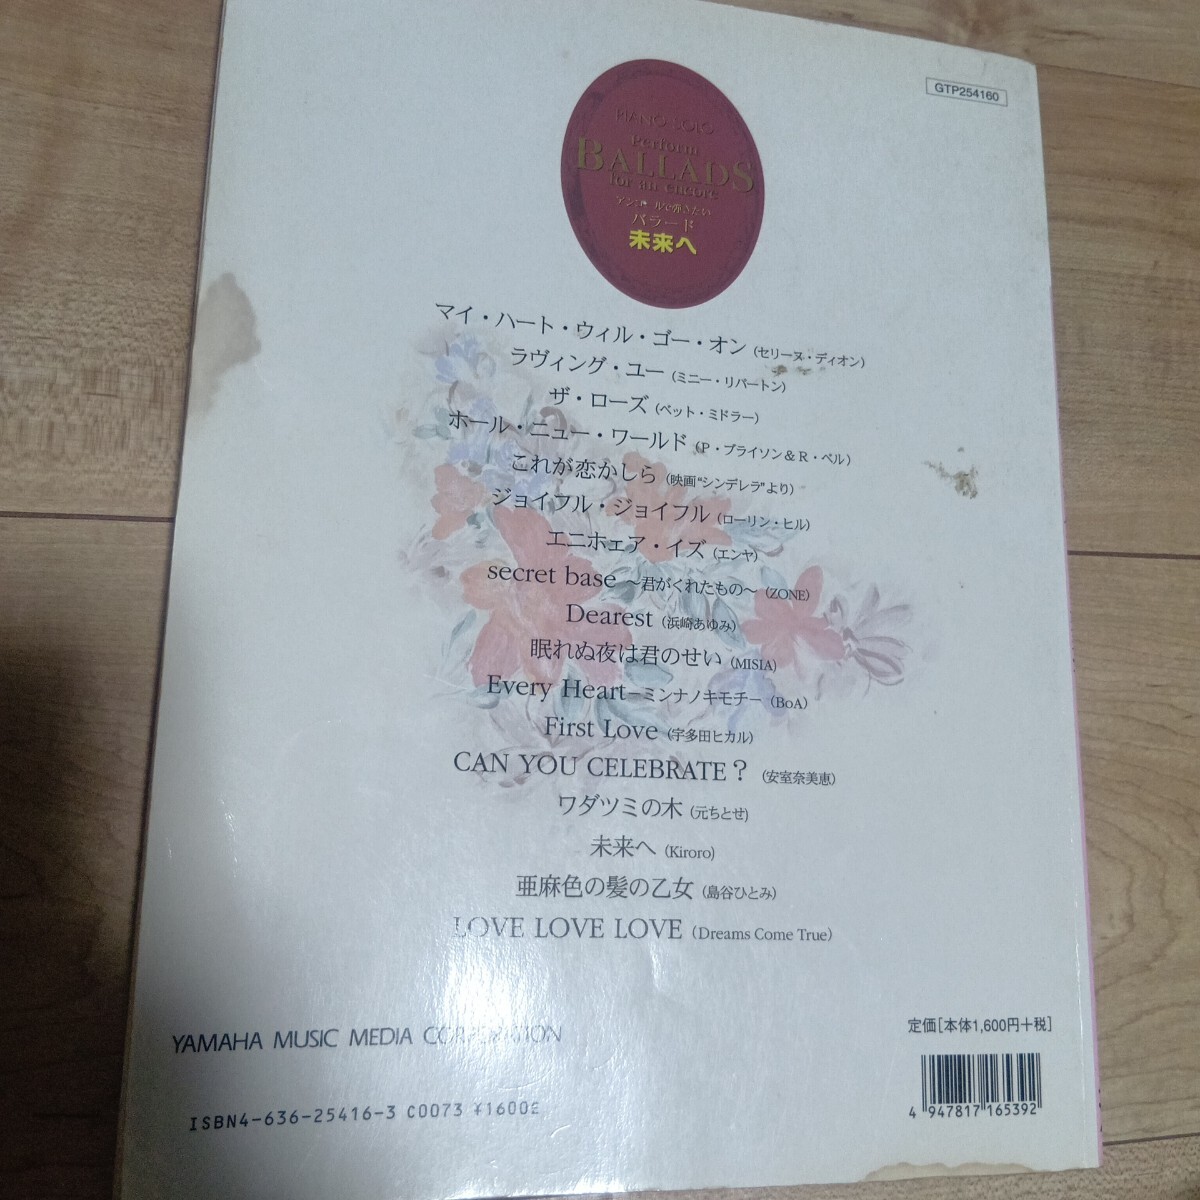 GTP254160
PIANO SOLO
Perform
BALLADS
for an encore
アンコールで弾きたい
バラード
未来へ
マイ・ハート・ウィル・ゴー・オン (セリーヌ・ディオン)
ラヴィング・ユー (ミニー・リパートン)
ザ・ローズ (ベット・ミドラー)
ホール・ニュー・ワールド (P・ブライソン&R・ベル)
これが恋かしら (映画"シンデレラ"より)
ジョイフル・ジョイフル (ローリン・ヒル)
エニホェア・イズ (エンヤ)
secret base ～君がくれたもの～ (ZONE)
Dearest (浜崎あゆみ)
眠れぬ夜は君のせい (MISIA)
Every Heart－ミンナノキモチ－ (BoA)
First Love (宇多田ヒカル)
CAN YOU CELEBRATE? (安室奈美恵)
ワダツミの木 (元ちとせ)
未来へ (Kiroro)
亜麻色の髪の乙女 (島谷ひとみ)
LOVE LOVE LOVE (Dreams Come True)
YAMAHA MUSIC MEDIA CORPORATION
定価[本体1,600円+税]
ISBN4-636-25416-3 C0073 ¥1600E
4 947817 165392